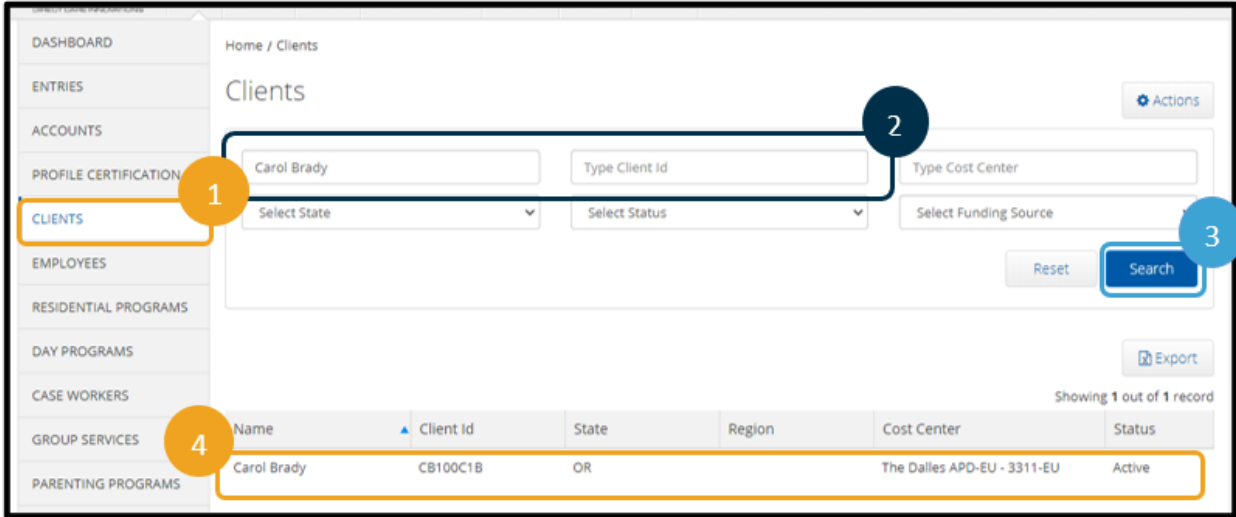 DIRECT CARE INNOVATIONS
DASHBOARD
ENTRIES
ACCOUNTS
PROFILE CERTIFICATION
CLIENTS
EMPLOYEES
RESIDENTIAL PROGRAMS
DAY PROGRAMS
CASE WORKERS
GROUP SERVICES
PARENTING PROGRAMS
Home / Clients
Clients
Actions
1
2
3
4
Carol Brady
Type Client Id
Type Cost Center
Select State
Select Status
Select Funding Source
Reset
Search
Export
Showing 1 out of 1 record
Name Client Id State Region Cost Center Status
Carol Brady CB100C1B OR The Dalles APD-EU - 3311-EU Active